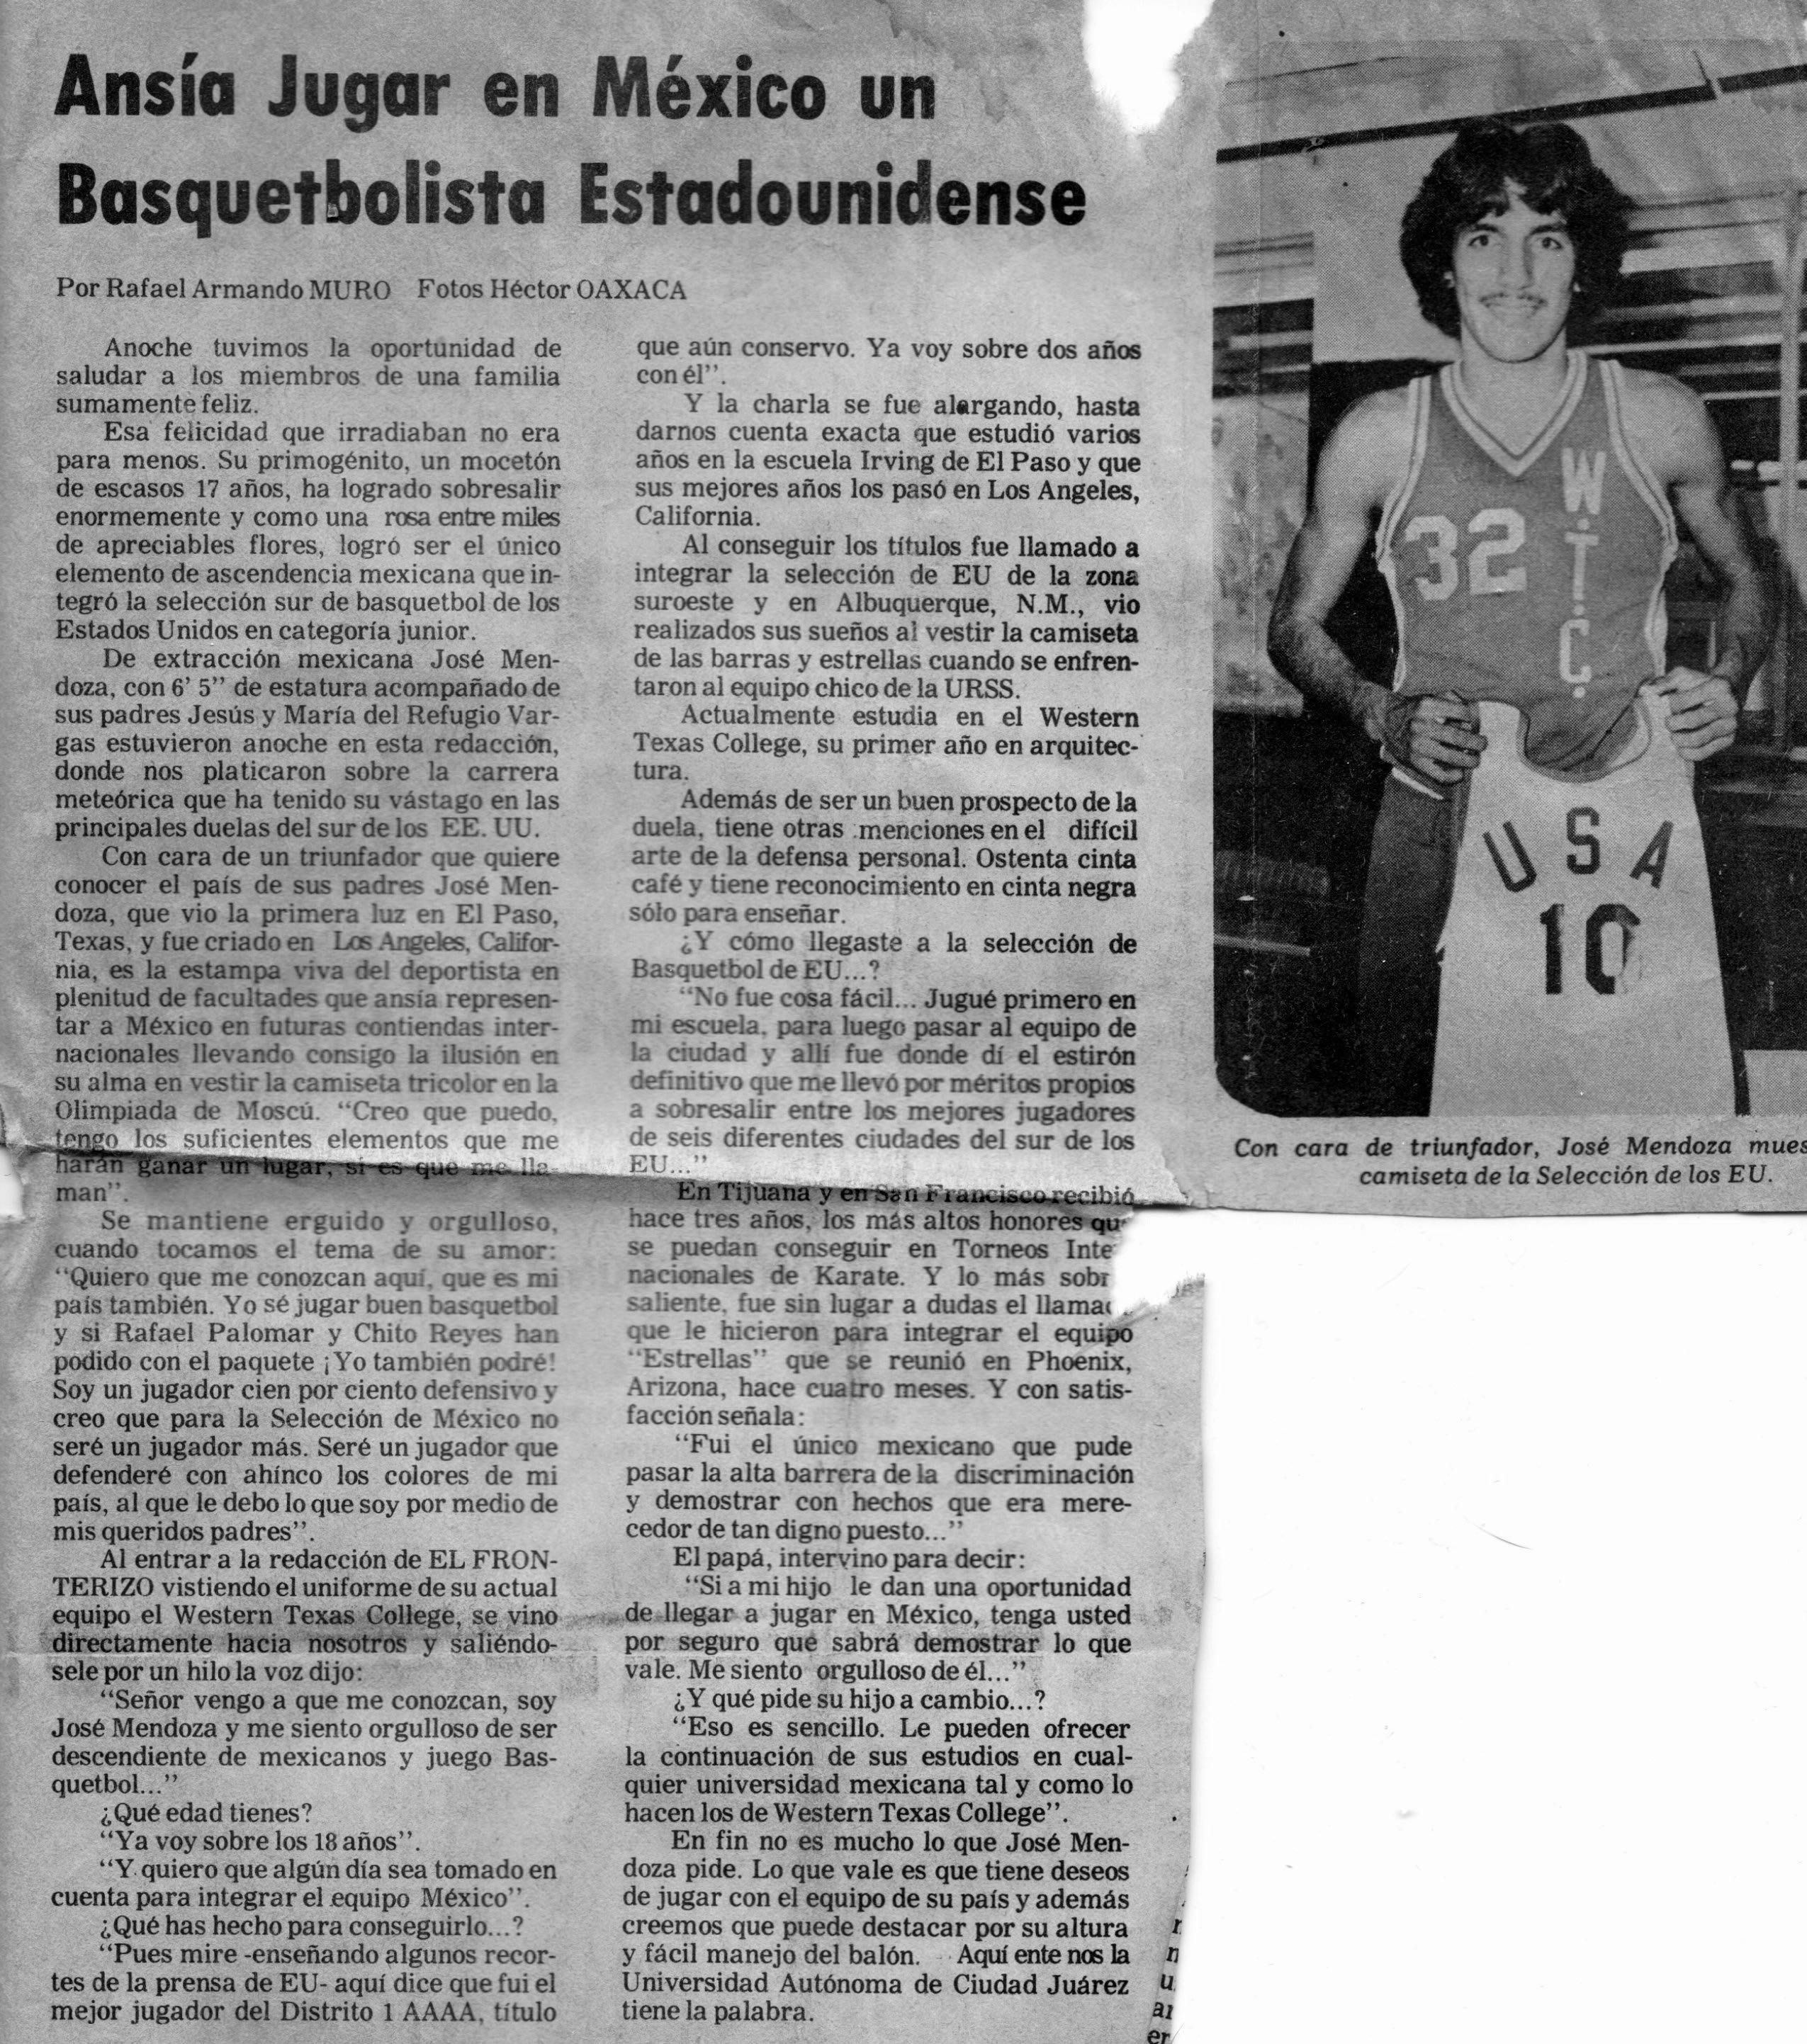 Ansía Jugar en México un
Basquetbolista Estadounidense
Por Rafael Armando MURO Fotos Héctor OAXACA
Anoche tuvimos la oportunidad de
saludar a los miembros de una familia
sumamente feliz.
Esa felicidad que irradiaban no era
para menos. Su primogénito, un mocetón
de escasos 17 años, ha logrado sobresalir
enormemente y como una rosa entre miles
de apreciables flores, logró ser el único
elemento de ascendencia mexicana que in-
tegró la selección sur de basquetbol de los
Estados Unidos en categoría junior.
De extracción mexicana José Men-
doza, con 6' 5" de estatura acompañado de
sus padres Jesús y María del Refugio Var-
gas estuvieron anoche en esta redacción,
donde nos platicaron sobre la carrera
meteórica que ha tenido su vástago en las
principales duelas del sur de los EE. UU.
Con cara de un triunfador que quiere
conocer el país de sus padres José Men-
doza, que vio la primera luz en El Paso,
Texas, y fue criado en Los Angeles, Califor-
nia, es la estampa viva del deportista en
plenitud de facultades que ansía represen-
tar a México en futuras contiendas inter-
nacionales llevando consigo la ilusión en
su alma en vestir la camiseta tricolor en la
Olimpiada de Moscú. "Creo que puedo,
tengo los suficientes elementos que me
harán ganar un lugar, si es que me lla-
man".
Se mantiene erguido y orgulloso,
cuando tocamos el tema de su amor:
"Quiero que me conozcan aquí, que es mi
país también. Yo sé jugar buen basquetbol
y si Rafael Palomar y Chito Reyes han
podido con el paquete ¡Yo también podré!
Soy un jugador cien por ciento defensivo y
creo que para la Selección de México no
seré un jugador más. Seré un jugador que
defenderé con ahínco los colores de mi
país, al que le debo lo que soy por medio de
mis queridos padres".
Al entrar a la redacción de EL FRON-
TERIZO vistiendo el uniforme de su actual
equipo el Western Texas College, se vino
directamente hacia nosotros y saliéndo-
sele por un hilo la voz dijo:
"Señor vengo a que me conozcan, soy
José Mendoza y me siento orgulloso de ser
descendiente de mexicanos y juego Bas-
quetbol..."
¿Qué edad tienes?
"Ya voy sobre los 18 años".
"Y quiero que algún día sea tomado en
cuenta para integrar el equipo México".
¿Qué has hecho para conseguirlo...?
"Pues mire -enseñando algunos recor-
tes de la prensa de EU- aquí dice que fui el
mejor jugador del Distrito 1 AAAA, título
que aún conservo. Ya voy sobre dos años
con él".
Y la charla se fue alargando, hasta
darnos cuenta exacta que estudió varios
años en la escuela Irving de El Paso y que
sus mejores años los pasó en Los Angeles,
California.
Al conseguir los títulos fue llamado a
integrar la selección de EU de la zona
suroeste y en Albuquerque, N.M., vio
realizados sus sueños al vestir la camiseta
de las barras y estrellas cuando se enfren-
taron al equipo chico de la URSS.
Actualmente estudia en el Western
Texas College, su primer año en arquitec-
tura.
Además de ser un buen prospecto de la
duela, tiene otras menciones en el difícil
arte de la defensa personal. Ostenta cinta
café y tiene reconocimiento en cinta negra
sólo para enseñar.
¿Y cómo llegaste a la selección de
Basquetbol de EU...?
"No fue cosa fácil... Jugué primero en
mi escuela, para luego pasar al equipo de
la ciudad y allí fue donde dí el estirón
definitivo que me llevó por méritos propios
a sobresalir entre los mejores jugadores
de seis diferentes ciudades del sur de los
EU..."
En Tijuana y en San Francisco recibió
hace tres años, los más altos honores que
se puedan conseguir en Torneos Inte
nacionales de Karate. Y lo más sobr
saliente, fue sin lugar a dudas el llamad
que le hicieron para integrar el equipo
"Estrellas" que se reunió en Phoenix,
Arizona, hace cuatro meses. Y con satis-
facción señala:
"Fui el único mexicano que pude
pasar la alta barrera de la discriminación
y demostrar con hechos que era mere-
cedor de tan digno puesto..."
El papá, intervino para decir:
"Si a mi hijo le dan una oportunidad
de llegar a jugar en México, tenga usted
por seguro que sabrá demostrar lo que
vale. Me siento orgulloso de él..."
¿Y qué pide su hijo a cambio...?
"Eso es sencillo. Le pueden ofrecer
la continuación de sus estudios en cual-
quier universidad mexicana tal y como lo
hacen los de Western Texas College".
En fin no es mucho lo que José Men-
doza pide. Lo que vale es que tiene deseos
de jugar con el equipo de su país y además
creemos que puede destacar por su altura
y fácil manejo del balón. Aquí ente nos la
Universidad Autónoma de Ciudad Juárez
tiene la palabra.
W.T.C.
32
USA
10
Con cara de triunfador, José Mendoza mues
camiseta de la Selección de los EU.